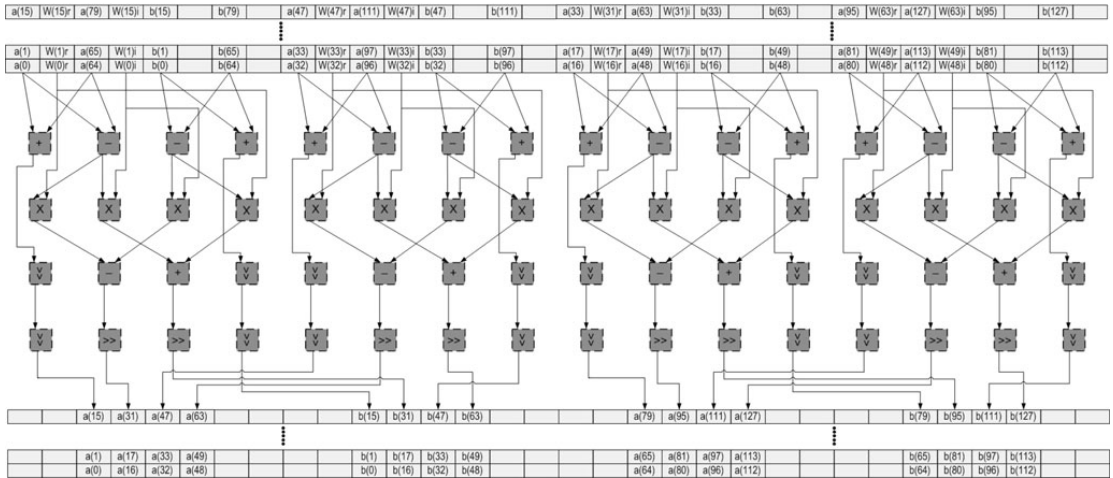 a(15) W(15)r a(79) W(15)i b(15) b(79) a(47) W(47)r a(111) W(47)i b(47) b(111) a(33) W(31)r a(63) W(31)i b(33) b(63) a(95) W(63)r a(127) W(63)i b(95) b(127)
a(1) W(1)r a(65) W(1)i b(1) b(65) a(33) W(33)r a(97) W(33)i b(33) b(97) a(17) W(17)r a(49) W(17)i b(17) b(49) a(81) W(49)r a(113) W(49)i b(81) b(113)
a(0) W(0)r a(64) W(0)i b(0) b(64) a(32) W(32)r a(96) W(32)i b(32) b(96) a(16) W(16)r a(48) W(16)i b(16) b(48) a(80) W(48)r a(112) W(48)i b(80) b(112)
+ − − + + − − + + − − + + − − +
X X X X X X X X X X X X X X X X
>> − + >> >> − + >> >> − + >> >> − + >>
>> >> >> >> >> >> >> >> >> >> >> >> >> >> >> >>
a(15) a(31) a(47) a(63) b(15) b(31) b(47) b(63) a(79) a(95) a(111) a(127) b(79) b(95) b(111) b(127)
a(1) a(17) a(33) a(49) b(1) b(17) b(33) b(49) a(65) a(81) a(97) a(113) b(65) b(81) b(97) b(113)
a(0) a(16) a(32) a(48) b(0) b(16) b(32) b(48) a(64) a(80) a(96) a(112) b(64) b(80) b(96) b(112)